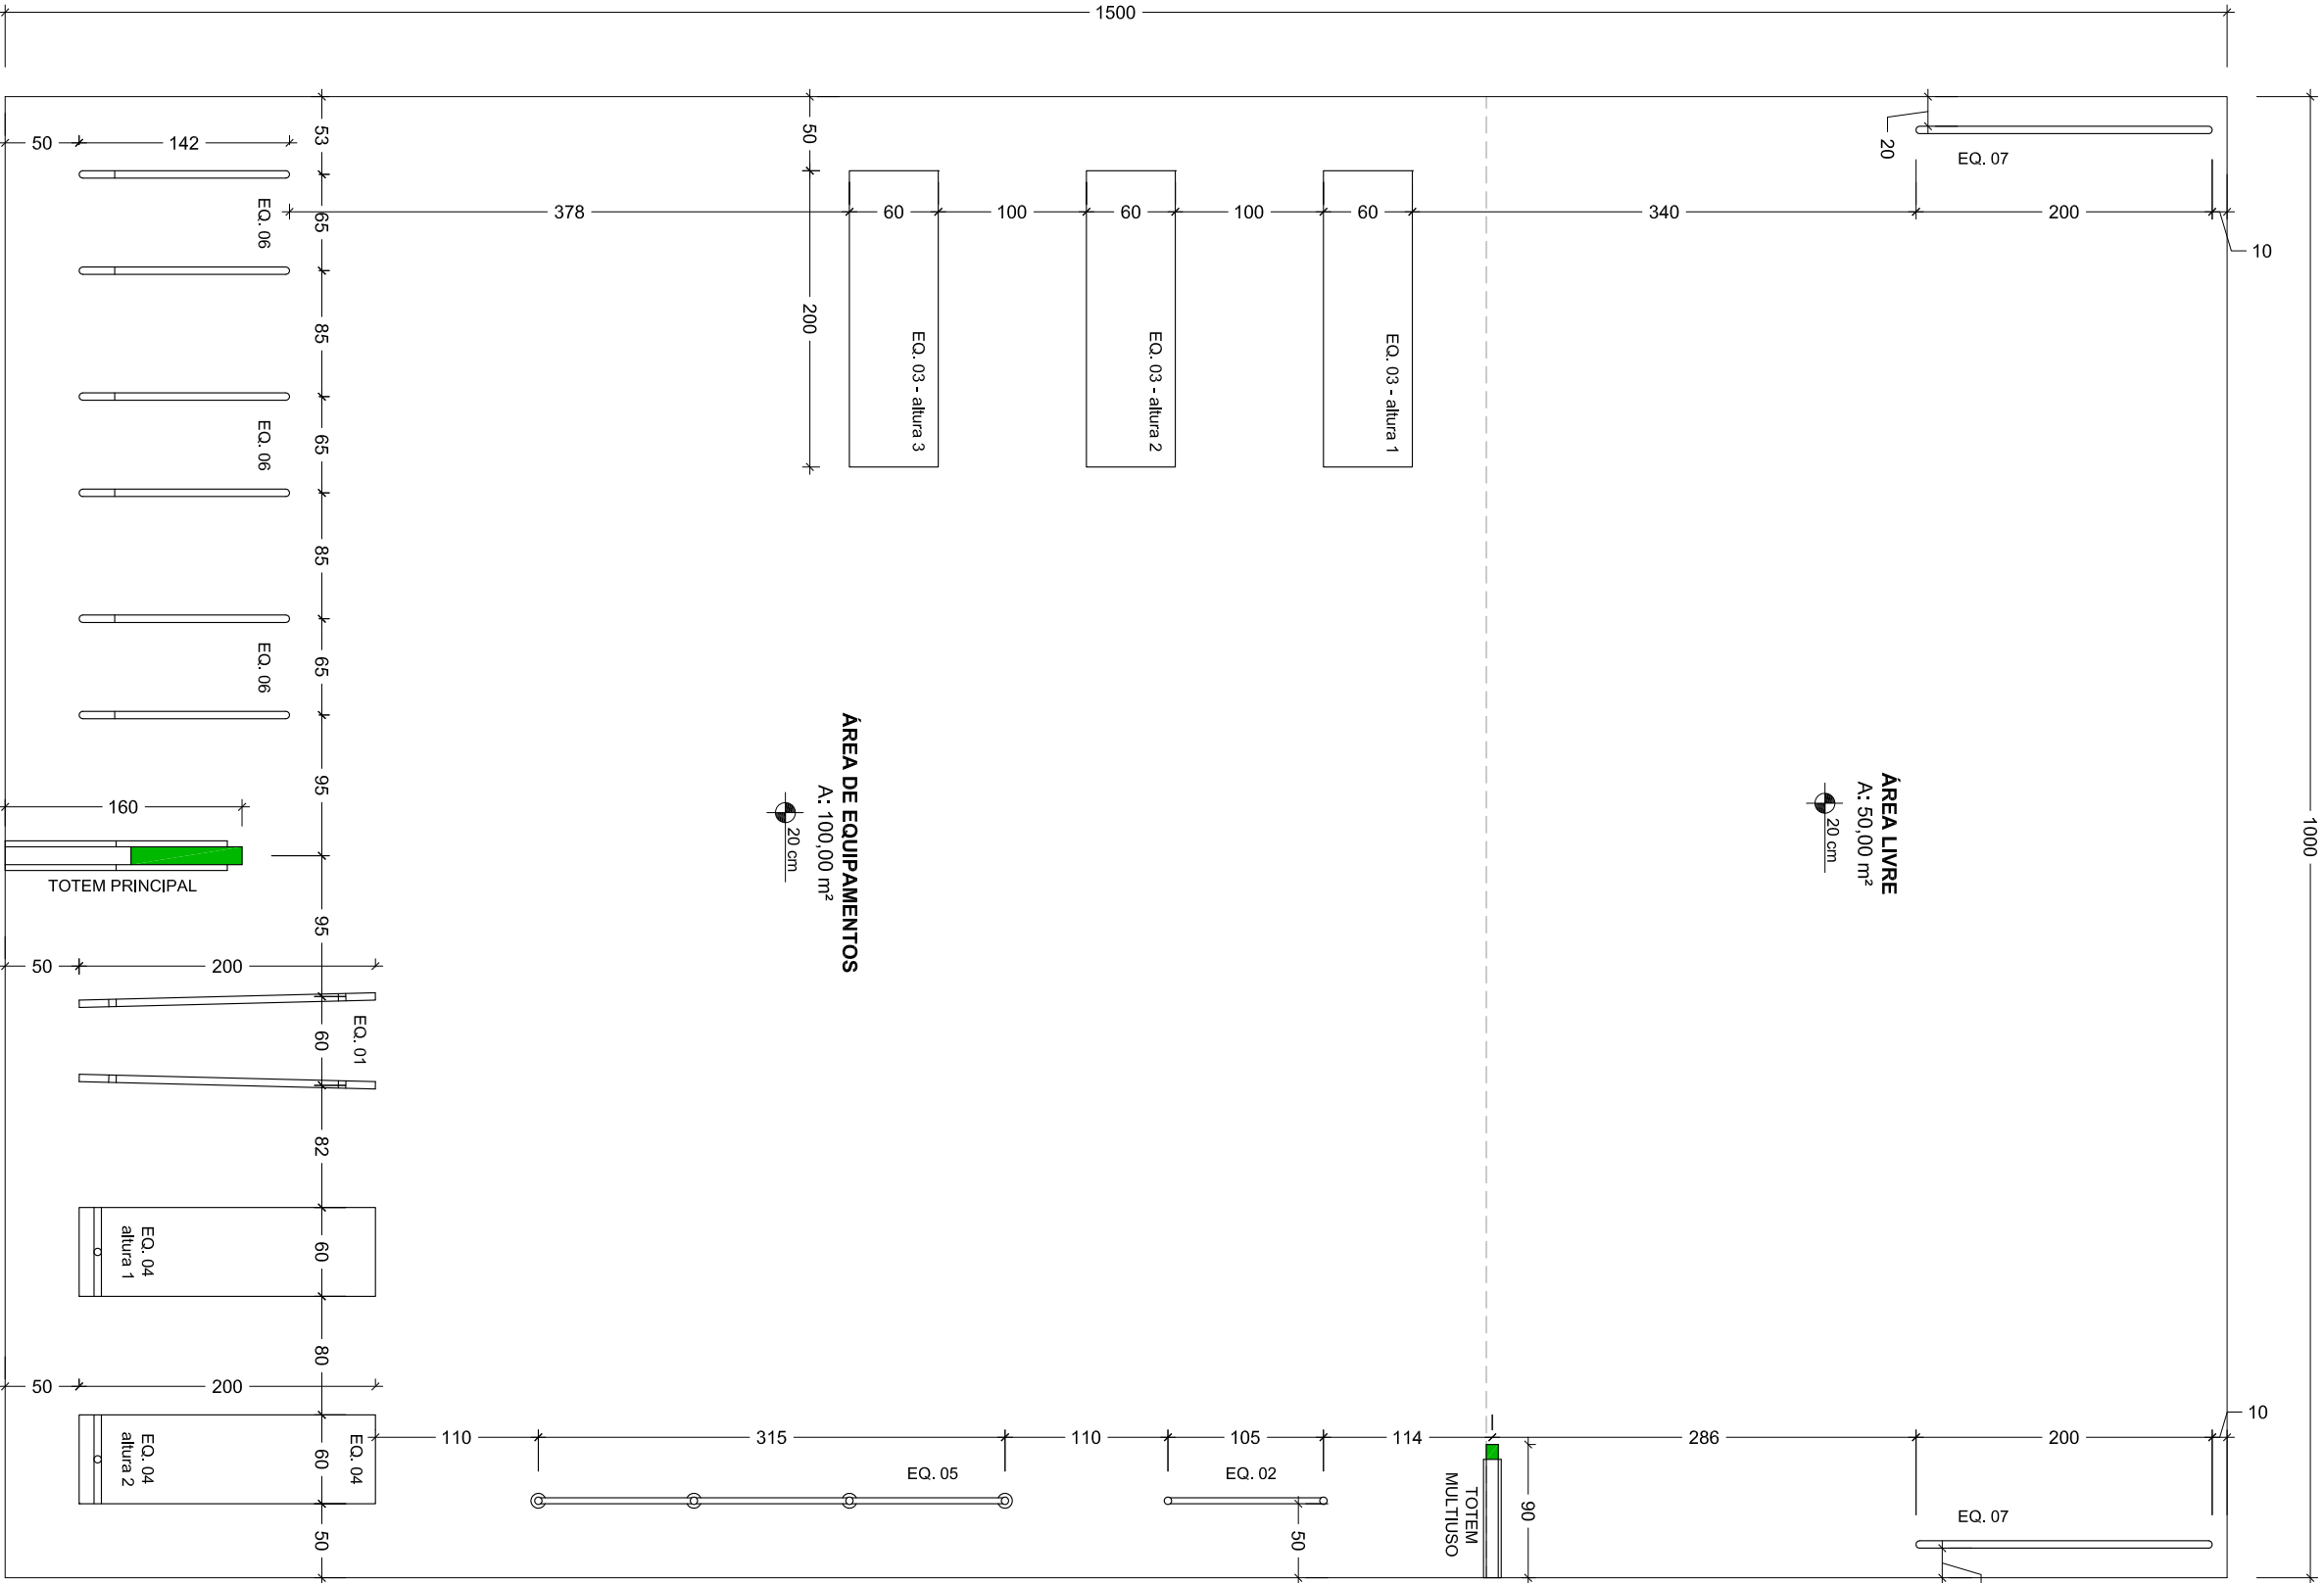 1500
50
142
53
50
20
EQ. 07
EQ. 06
65
378
60
100
60
100
60
340
200
10
85
200
EQ. 03 - altura 3
EQ. 03 - altura 2
EQ. 03 - altura 1
EQ. 06
65
85
EQ. 06
65
95
160
TOTEM PRINCIPAL
ÁREA DE EQUIPAMENTOS
A: 100,00 m²
20 cm
ÁREA LIVRE
A: 50,00 m²
20 cm
1000
95
50
200
EQ. 01
60
82
EQ. 04
altura 1
60
80
50
200
EQ. 04
altura 2
60
EQ. 04
110
315
110
105
114
286
200
10
EQ. 05
EQ. 02
TOTEM
MULTIUSO
90
EQ. 07
50
50